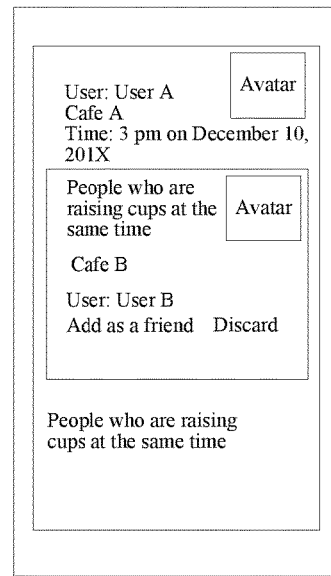 User: User A
Avatar
Cafe A
Time: 3 pm on December 10,
201X
People who are
raising cups at the
same time
Avatar
Cafe B
User: User B
Add as a friend Discard
People who are raising
cups at the same time